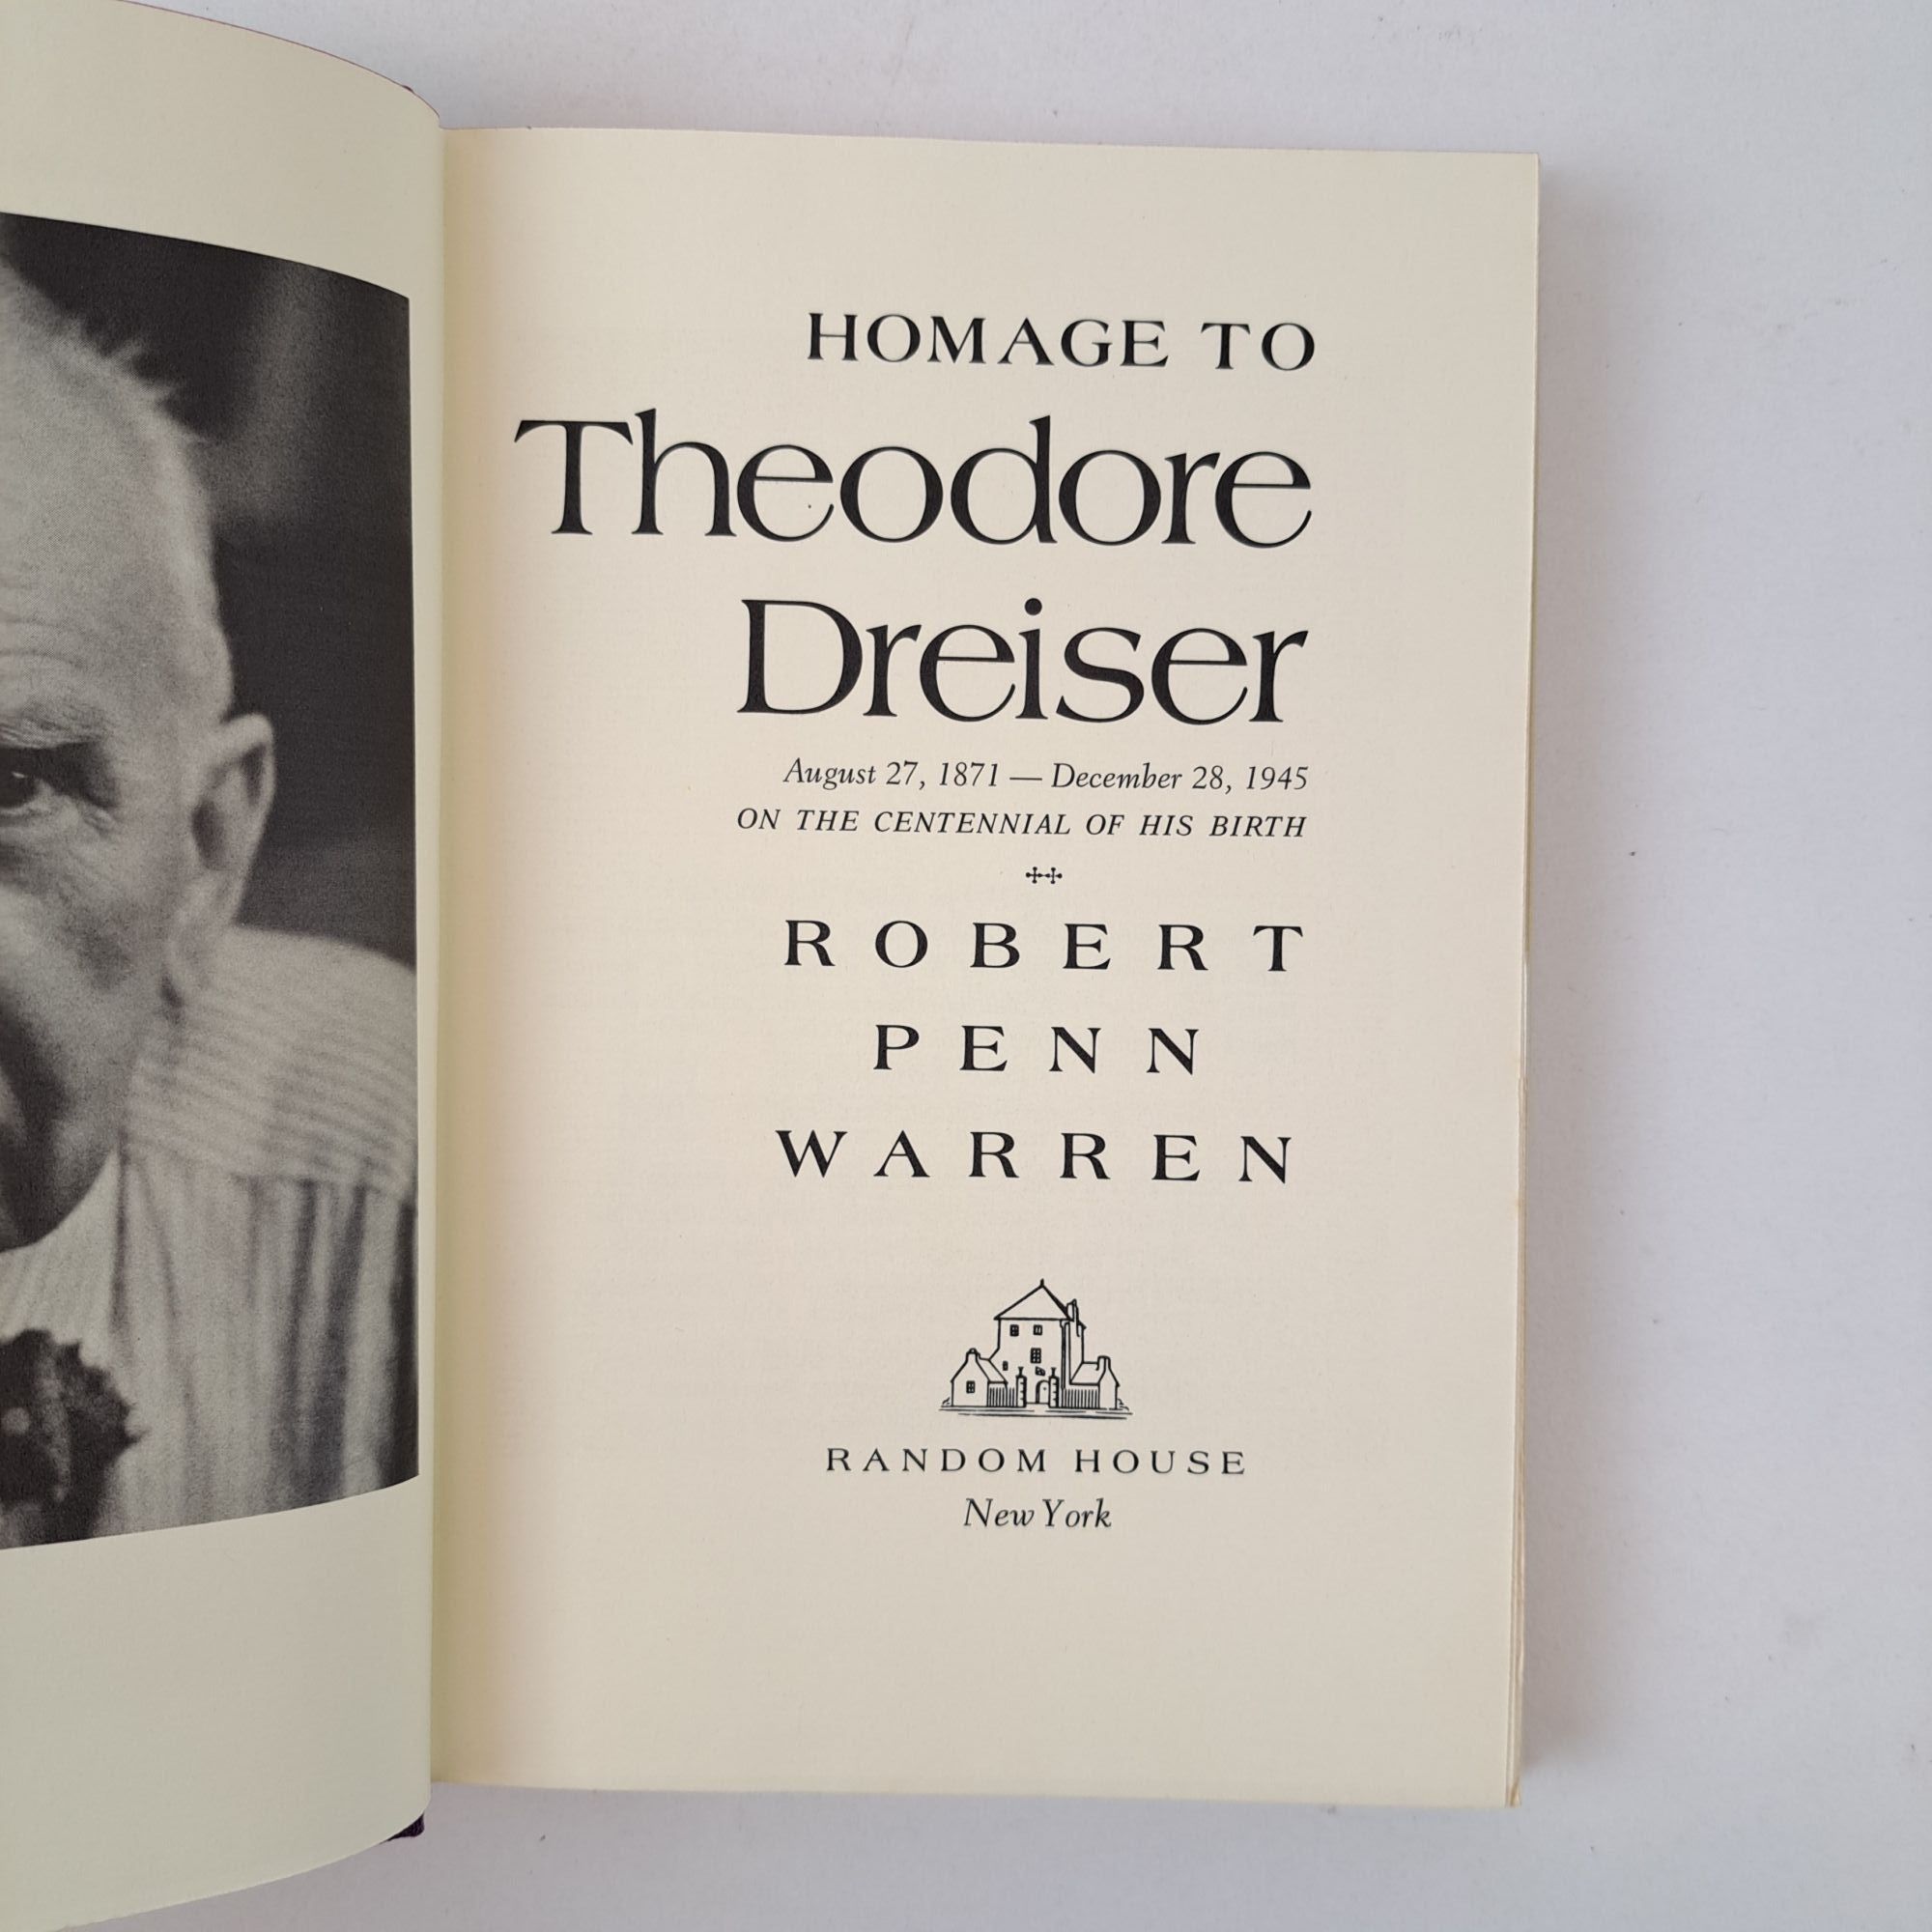 HOMAGE TO
Theodore
Dreiser
August 27, 1871 — December 28, 1945
ON THE CENTENNIAL OF HIS BIRTH
ROBERT
PENN
WARREN
RANDOM HOUSE
New York